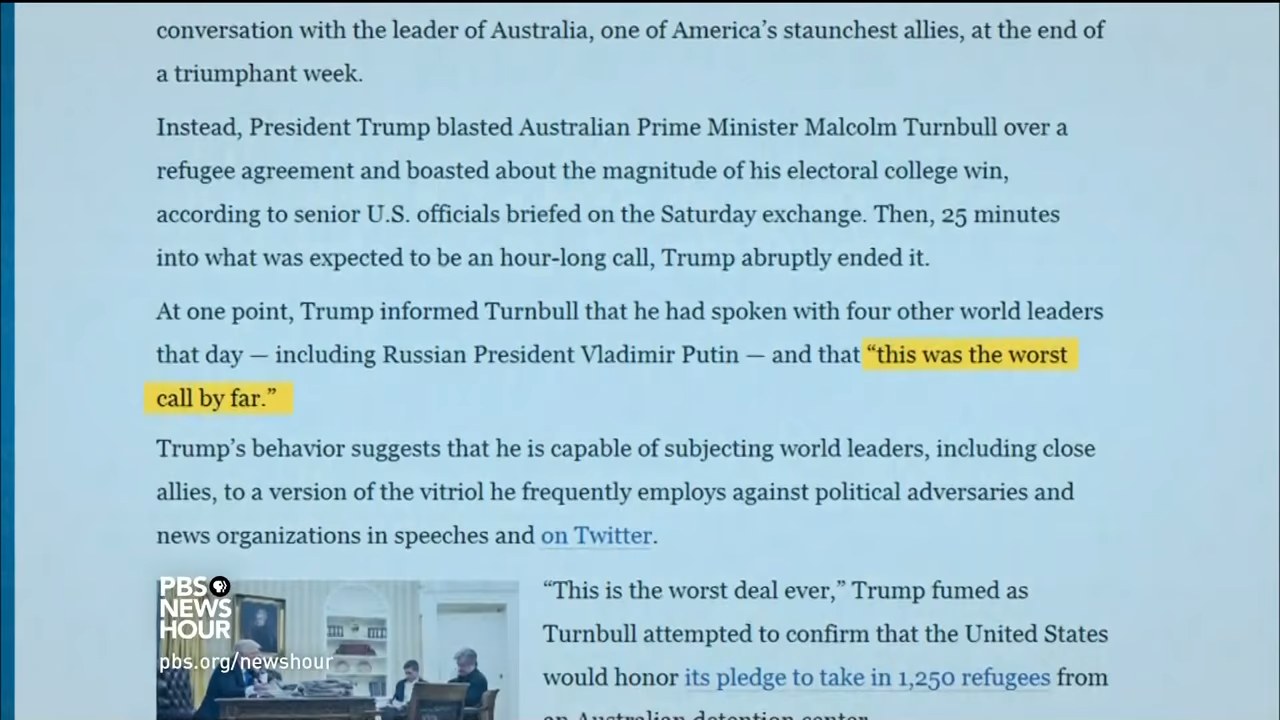 conversation with the leader of Australia, one of America’s staunchest allies, at the end of
a triumphant week.
Instead, President Trump blasted Australian Prime Minister Malcolm Turnbull over a
refugee agreement and boasted about the magnitude of his electoral college win,
according to senior U.S. officials briefed on the Saturday exchange. Then, 25 minutes
into what was expected to be an hour-long call, Trump abruptly ended it.
At one point, Trump informed Turnbull that he had spoken with four other world leaders
that day — including Russian President Vladimir Putin — and that “this was the worst
call by far.”
Trump’s behavior suggests that he is capable of subjecting world leaders, including close
allies, to a version of the vitriol he frequently employs against political adversaries and
news organizations in speeches and on Twitter.
“This is the worst deal ever,” Trump fumed as
Turnbull attempted to confirm that the United States
would honor its pledge to take in 1,250 refugees from
an Australian detention center.
PBS
NEWS
HOUR
pbs.org/newshour